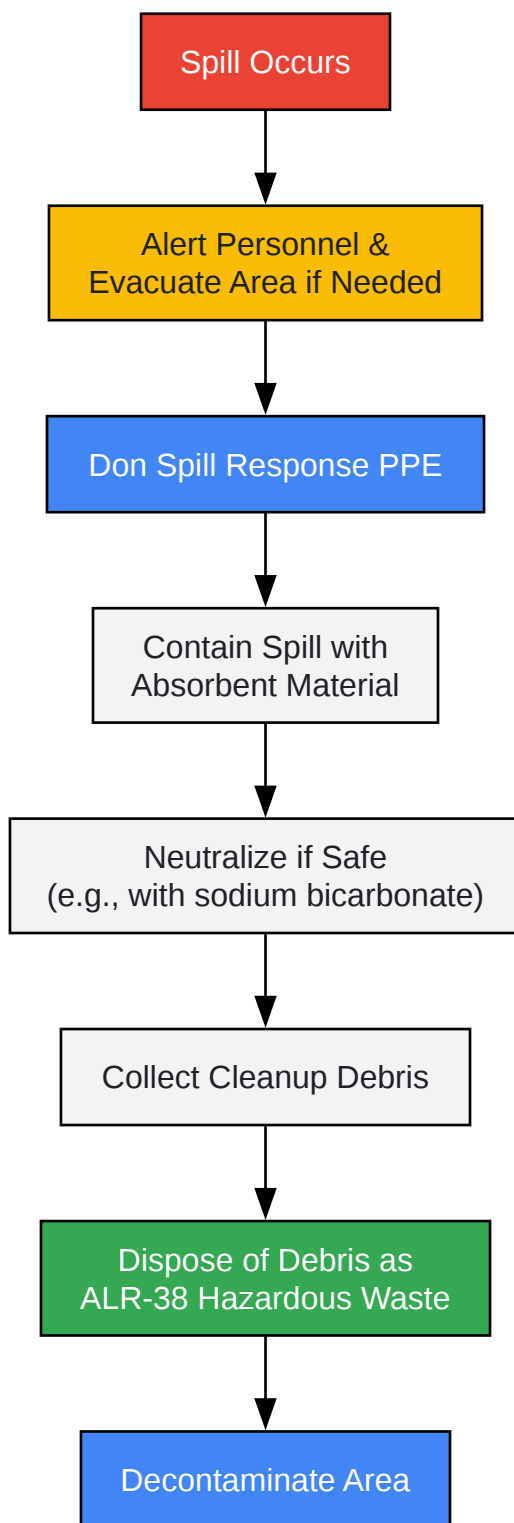 Spill Occurs
Alert Personnel &
Evacuate Area if Needed
Don Spill Response PPE
Contain Spill with
Absorbent Material
Neutralize if Safe
(e.g., with sodium bicarbonate)
Collect Cleanup Debris
Dispose of Debris as
ALR-38 Hazardous Waste
Decontaminate Area